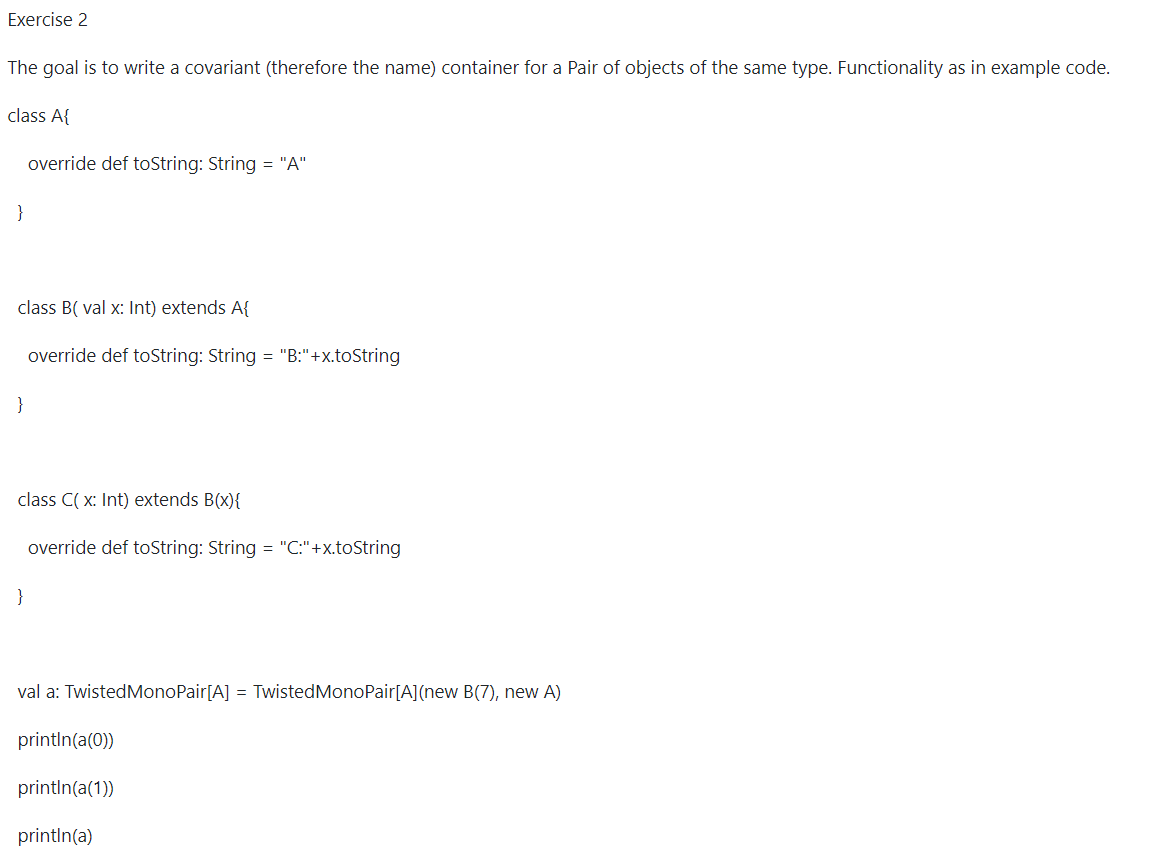 Exercise 2
The goal is to write a covariant (therefore the name) container for a Pair of objects of the same type. Functionality as in example code.
class A{
override def toString: String = "A"
}
class B( val x: Int) extends A{
override def toString: String = "B:"+x.toString
}
class C( x: Int) extends B(x){
override def toString: String = "C:"+x.toString
}
val a: TwistedMonoPair[A] = TwistedMonoPair[A](new B(7), new A)
println(a(0))
println(a(1))
println(a)